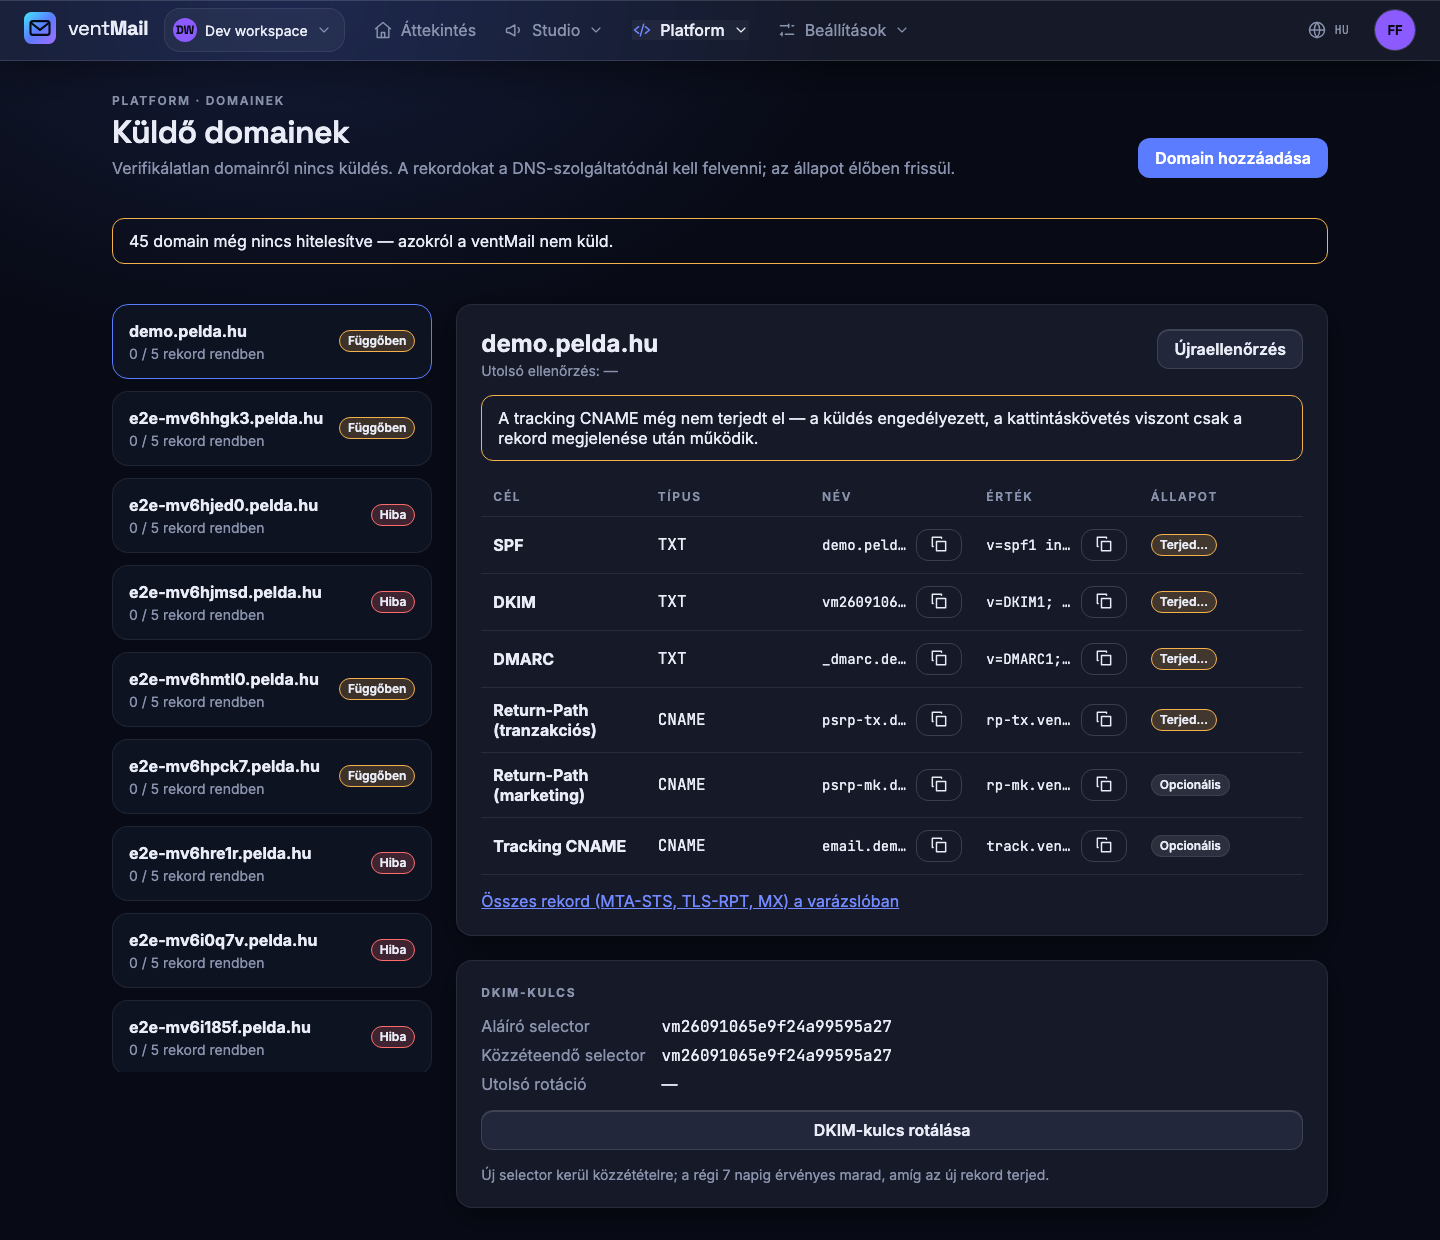 ventMail
DW Dev workspace
Áttekintés
Studio
Platform
Beállítások
HU
FF
PLATFORM · DOMAINEK
Küldő domainek
Verifikálatlan domainről nincs küldés. A rekordokat a DNS-szolgáltatódnál kell felvenni; az állapot élőben frissül.
Domain hozzáadása
45 domain még nincs hitelesítve — azokról a ventMail nem küld.
demo.pelda.hu
0 / 5 rekord rendben
Függőben
e2e-mv6hhgk3.pelda.hu
0 / 5 rekord rendben
Függőben
e2e-mv6hjed0.pelda.hu
0 / 5 rekord rendben
Hiba
e2e-mv6hjmsd.pelda.hu
0 / 5 rekord rendben
Hiba
e2e-mv6hmtl0.pelda.hu
0 / 5 rekord rendben
Függőben
e2e-mv6hpck7.pelda.hu
0 / 5 rekord rendben
Függőben
e2e-mv6hre1r.pelda.hu
0 / 5 rekord rendben
Hiba
e2e-mv6i0q7v.pelda.hu
0 / 5 rekord rendben
Hiba
e2e-mv6i185f.pelda.hu
0 / 5 rekord rendben
Hiba
demo.pelda.hu
Utolsó ellenőrzés: —
Újraellenőrzés
A tracking CNAME még nem terjedt el — a küldés engedélyezett, a kattintáskövetés viszont csak a
rekord megjelenése után működik.
CÉL TÍPUS NÉV ÉRTÉK ÁLLAPOT
SPF TXT demo.peld… v=spf1 in… Terjed…
DKIM TXT vm2609106… v=DKIM1; … Terjed…
DMARC TXT _dmarc.de… v=DMARC1;… Terjed…
Return-Path
(tranzakciós) CNAME psrp-tx.d… rp-tx.ven… Terjed…
Return-Path
(marketing) CNAME psrp-mk.d… rp-mk.ven… Opcionális
Tracking CNAME CNAME email.dem… track.ven… Opcionális
Összes rekord (MTA-STS, TLS-RPT, MX) a varázslóban
DKIM-KULCS
Aláíró selector vm26091065e9f24a99595a27
Közzéteendő selector vm26091065e9f24a99595a27
Utolsó rotáció —
DKIM-kulcs rotálása
Új selector kerül közzétételre; a régi 7 napig érvényes marad, amíg az új rekord terjed.